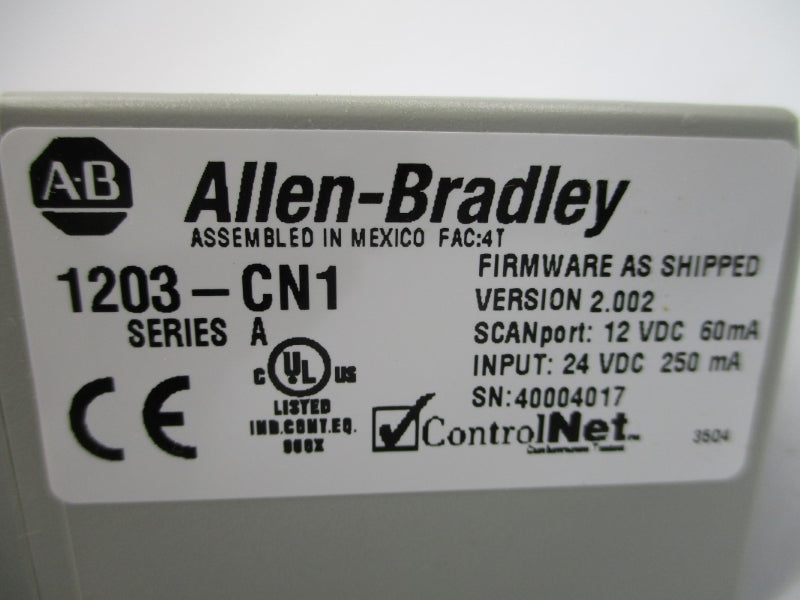 A-B
Allen-Bradley
ASSEMBLED IN MEXICO FAC:4T
1203-CN1
SERIES A
FIRMWARE AS SHIPPED
VERSION 2.002
SCANport: 12 VDC 60mA
INPUT: 24 VDC 250 mA
SN:40004017
CE
C UL US
LISTED
IND.CONT.EQ.
ControlNet
3504